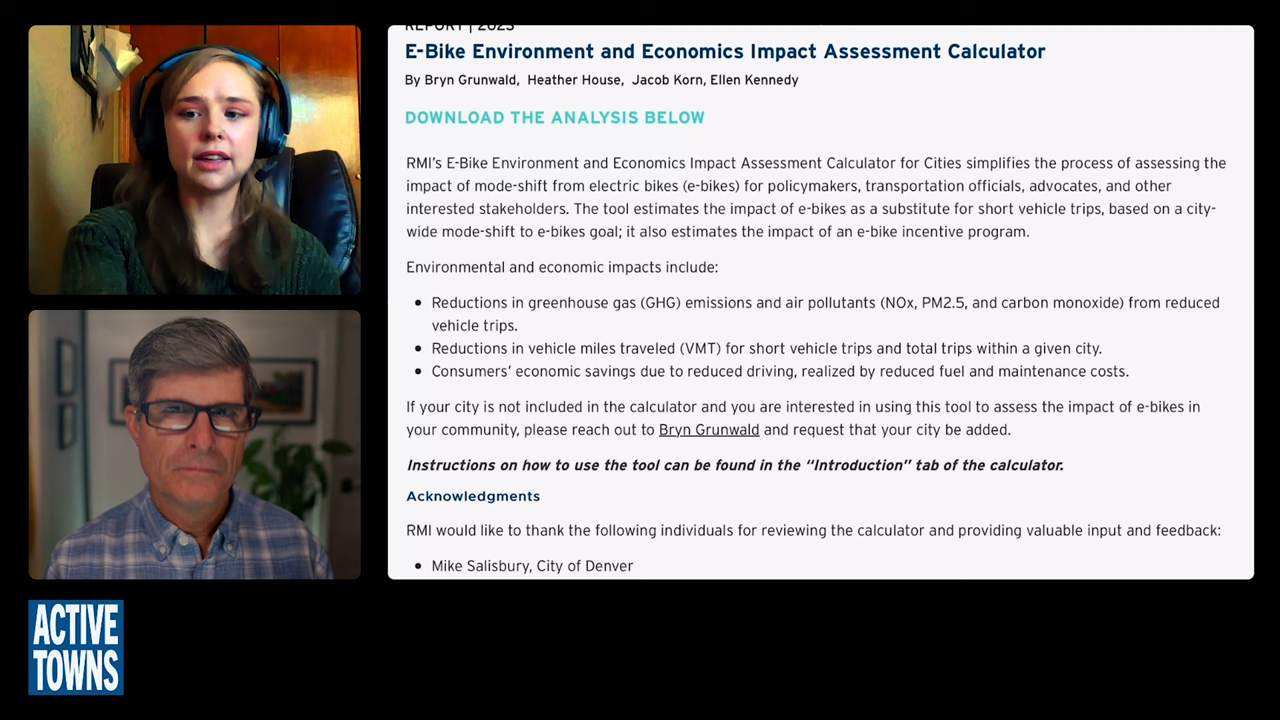 REPORT | 2023
E-Bike Environment and Economics Impact Assessment Calculator
By Bryn Grunwald, Heather House, Jacob Korn, Ellen Kennedy
DOWNLOAD THE ANALYSIS BELOW
RMI's E-Bike Environment and Economics Impact Assessment Calculator for Cities simplifies the process of assessing the
impact of mode-shift from electric bikes (e-bikes) for policymakers, transportation officials, advocates, and other
interested stakeholders. The tool estimates the impact of e-bikes as a substitute for short vehicle trips, based on a city-
wide mode-shift to e-bikes goal; it also estimates the impact of an e-bike incentive program.
Environmental and economic impacts include:
• Reductions in greenhouse gas (GHG) emissions and air pollutants (NOx, PM2.5, and carbon monoxide) from reduced
vehicle trips.
• Reductions in vehicle miles traveled (VMT) for short vehicle trips and total trips within a given city.
• Consumers' economic savings due to reduced driving, realized by reduced fuel and maintenance costs.
If your city is not included in the calculator and you are interested in using this tool to assess the impact of e-bikes in
your community, please reach out to Bryn Grunwald and request that your city be added.
Instructions on how to use the tool can be found in the “Introduction” tab of the calculator.
Acknowledgments
RMI would like to thank the following individuals for reviewing the calculator and providing valuable input and feedback:
• Mike Salisbury, City of Denver
ACTIVE
TOWNS